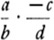 a/b · -c/d